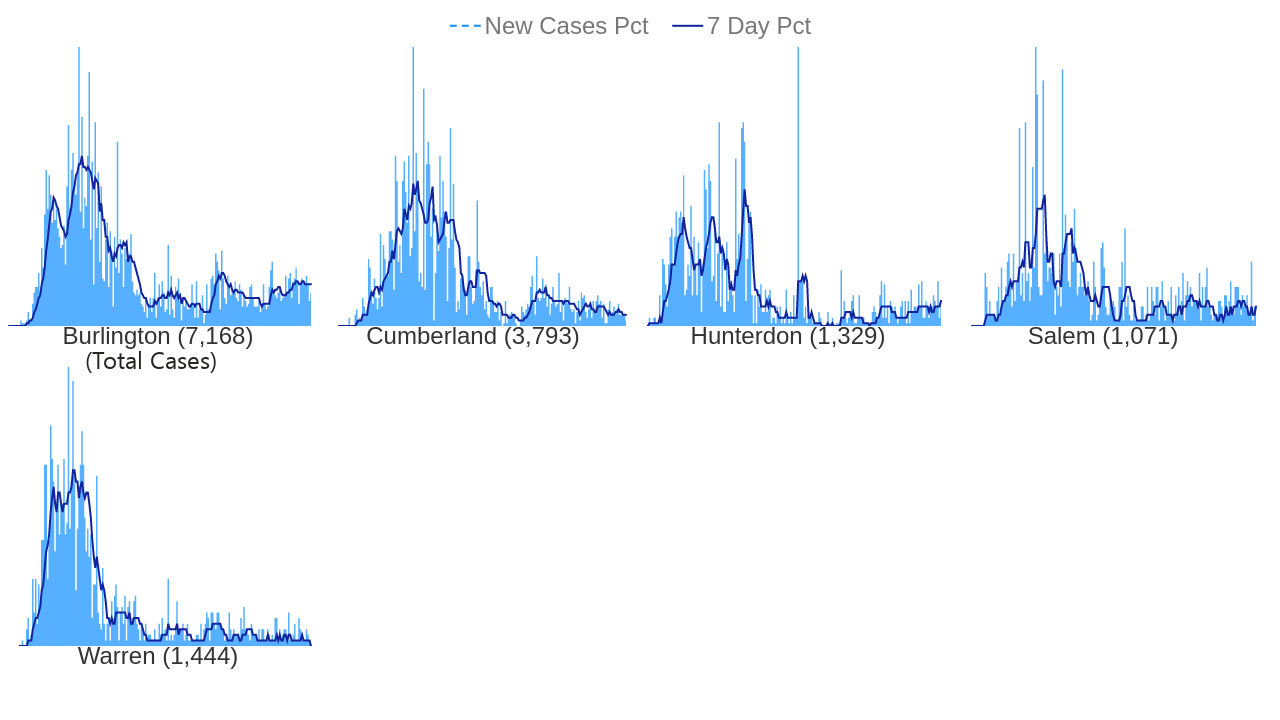 New Cases Pct 7 Day Pct
Burlington (7,168) Cumberland (3,793) Hunterdon (1,329) Salem (1,071)
(Total Cases)
Warren (1,444)